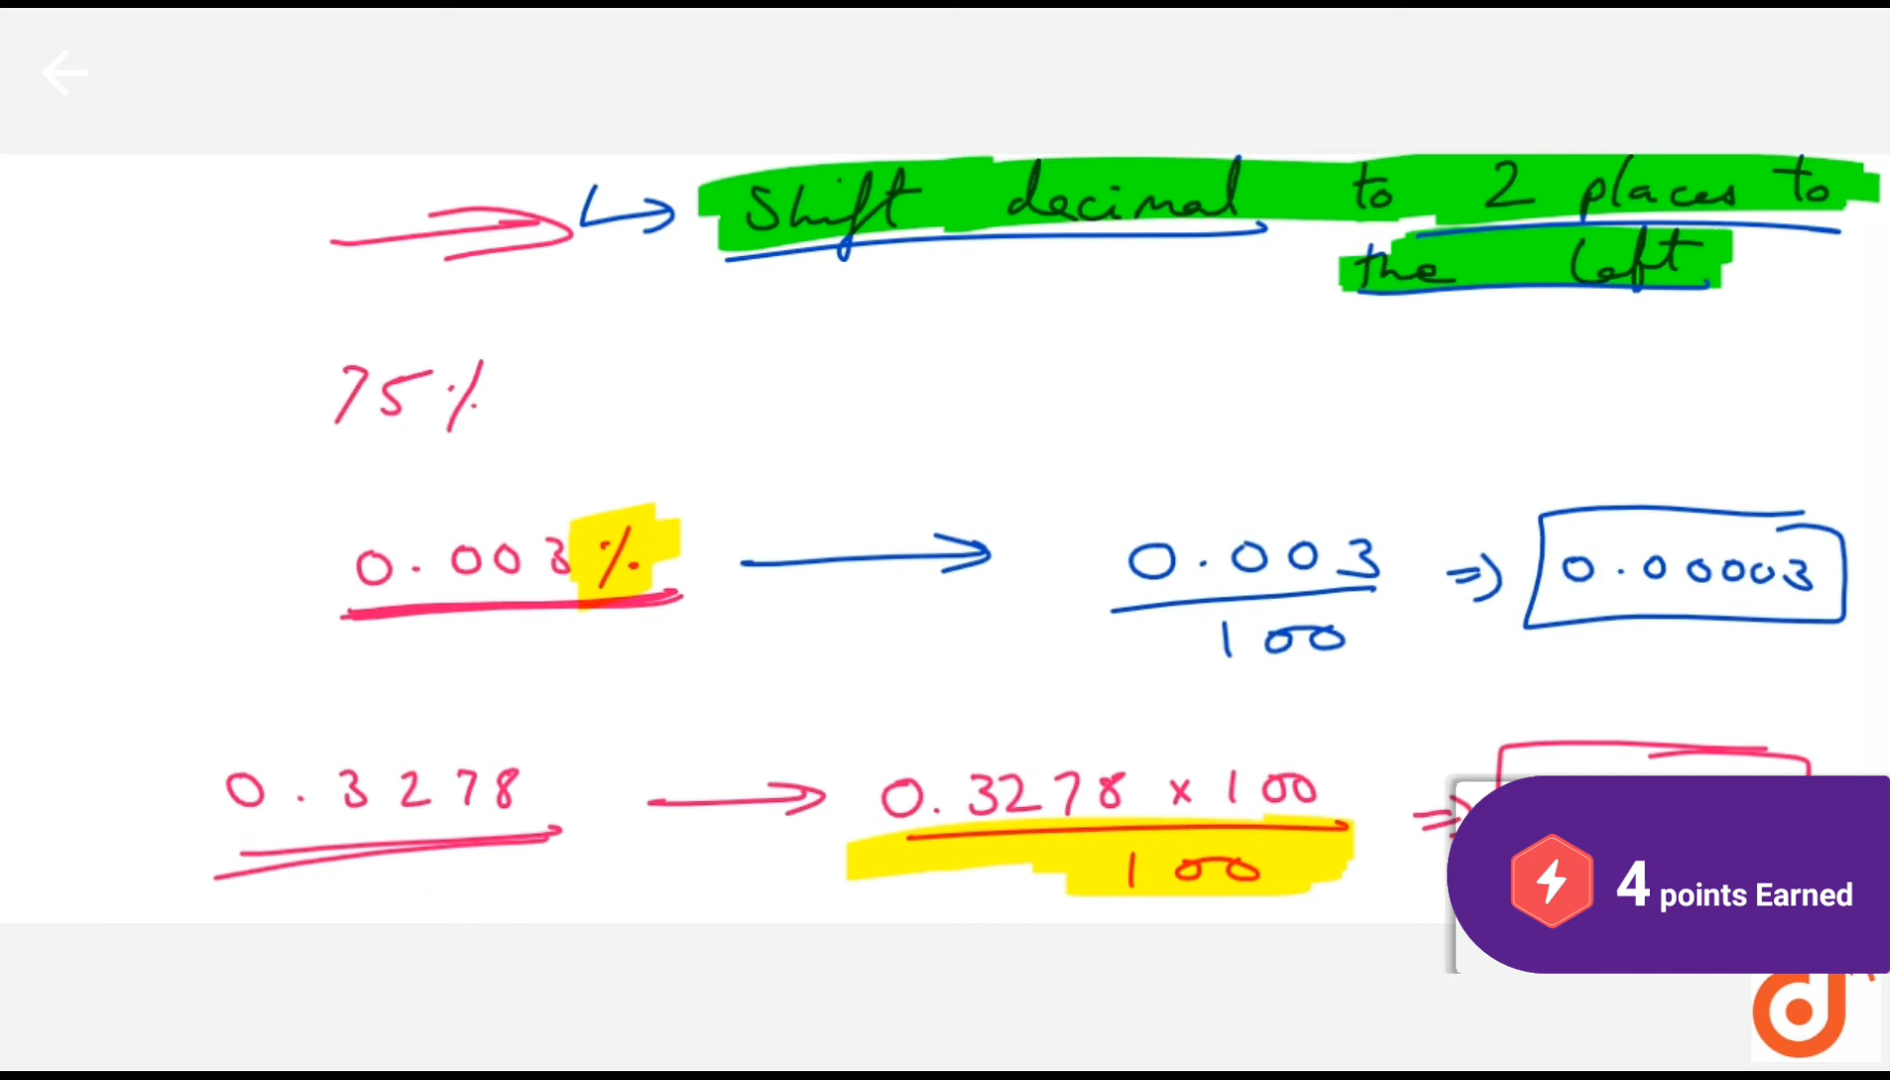 Shift decimal to 2 places to
the left.
75%
0.003% → 0.003 / 100 ⇒ 0.00003
0.3278 → 0.3278 x 100 / 100 ⇒
4 points Earned